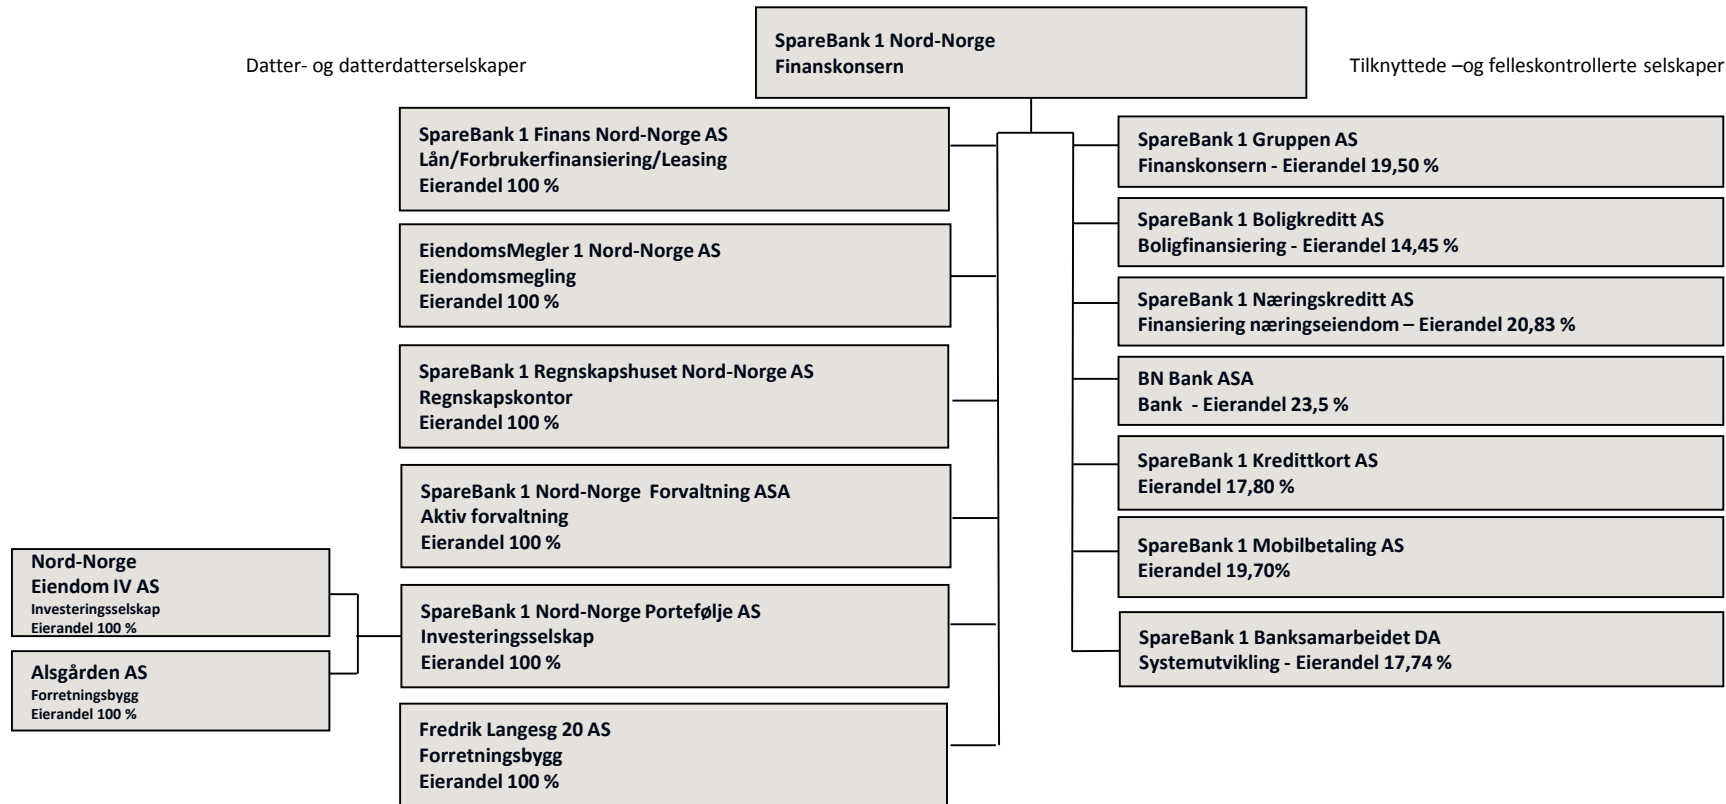 SpareBank 1 Nord-Norge
Finanskonsern
Datter- og datterdatterselskaper
Tilknyttede –og felleskontrollerte selskaper
SpareBank 1 Finans Nord-Norge AS
Lån/Forbrukerfinansiering/Leasing
Eierandel 100 %
EiendomsMegler 1 Nord-Norge AS
Eiendomsmegling
Eierandel 100 %
SpareBank 1 Regnskapshuset Nord-Norge AS
Regnskapskontor
Eierandel 100 %
SpareBank 1 Nord-Norge Forvaltning ASA
Aktiv forvaltning
Eierandel 100 %
Nord-Norge
Eiendom IV AS
Investeringsselskap
Eierandel 100 %
Alsgården AS
Forretningsbygg
Eierandel 100 %
SpareBank 1 Nord-Norge Portefølje AS
Investeringsselskap
Eierandel 100 %
Fredrik Langesg 20 AS
Forretningsbygg
Eierandel 100 %
SpareBank 1 Gruppen AS
Finanskonsern - Eierandel 19,50 %
SpareBank 1 Boligkreditt AS
Boligfinansiering - Eierandel 14,45 %
SpareBank 1 Næringskreditt AS
Finansiering næringseiendom – Eierandel 20,83 %
BN Bank ASA
Bank - Eierandel 23,5 %
SpareBank 1 Kredittkort AS
Eierandel 17,80 %
SpareBank 1 Mobilbetaling AS
Eierandel 19,70%
SpareBank 1 Banksamarbeidet DA
Systemutvikling - Eierandel 17,74 %